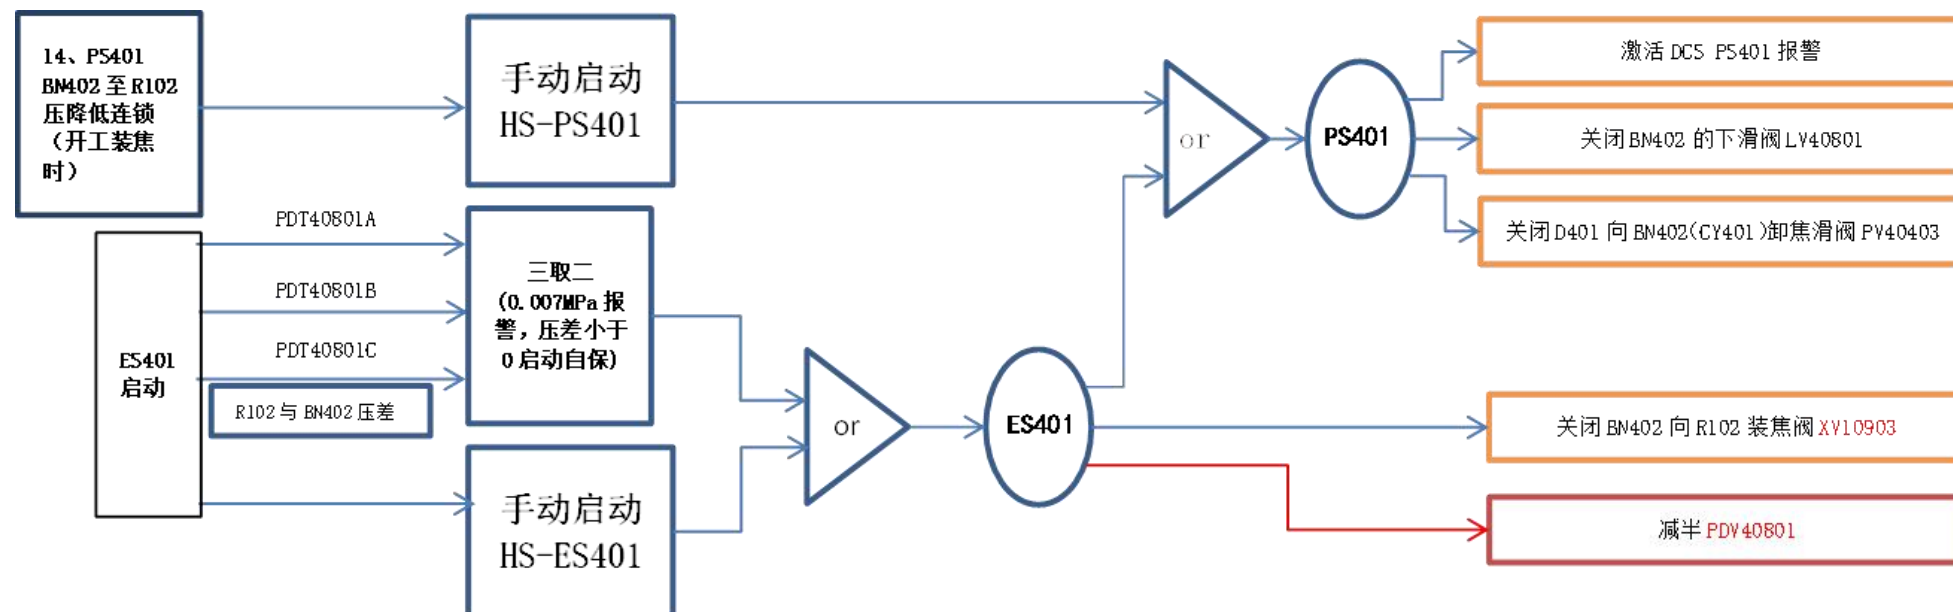 14、PS401
BN402至R102
压降低连锁
（开工装焦
时）
手动启动
HS-PS401
or
PS401
激活DCS PS401报警
关闭BN402的下滑阀LV40801
关闭D401向BN402(CY401)卸焦滑阀PV40403
ES401
启动
PDT40801A
PDT40801B
PDT40801C
R102与BN402压差
三取二
(0.007MPa报
警，压差小于
0启动自保)
手动启动
HS-ES401
or
ES401
关闭BN402向R102装焦阀XV10903
减半PDV40801